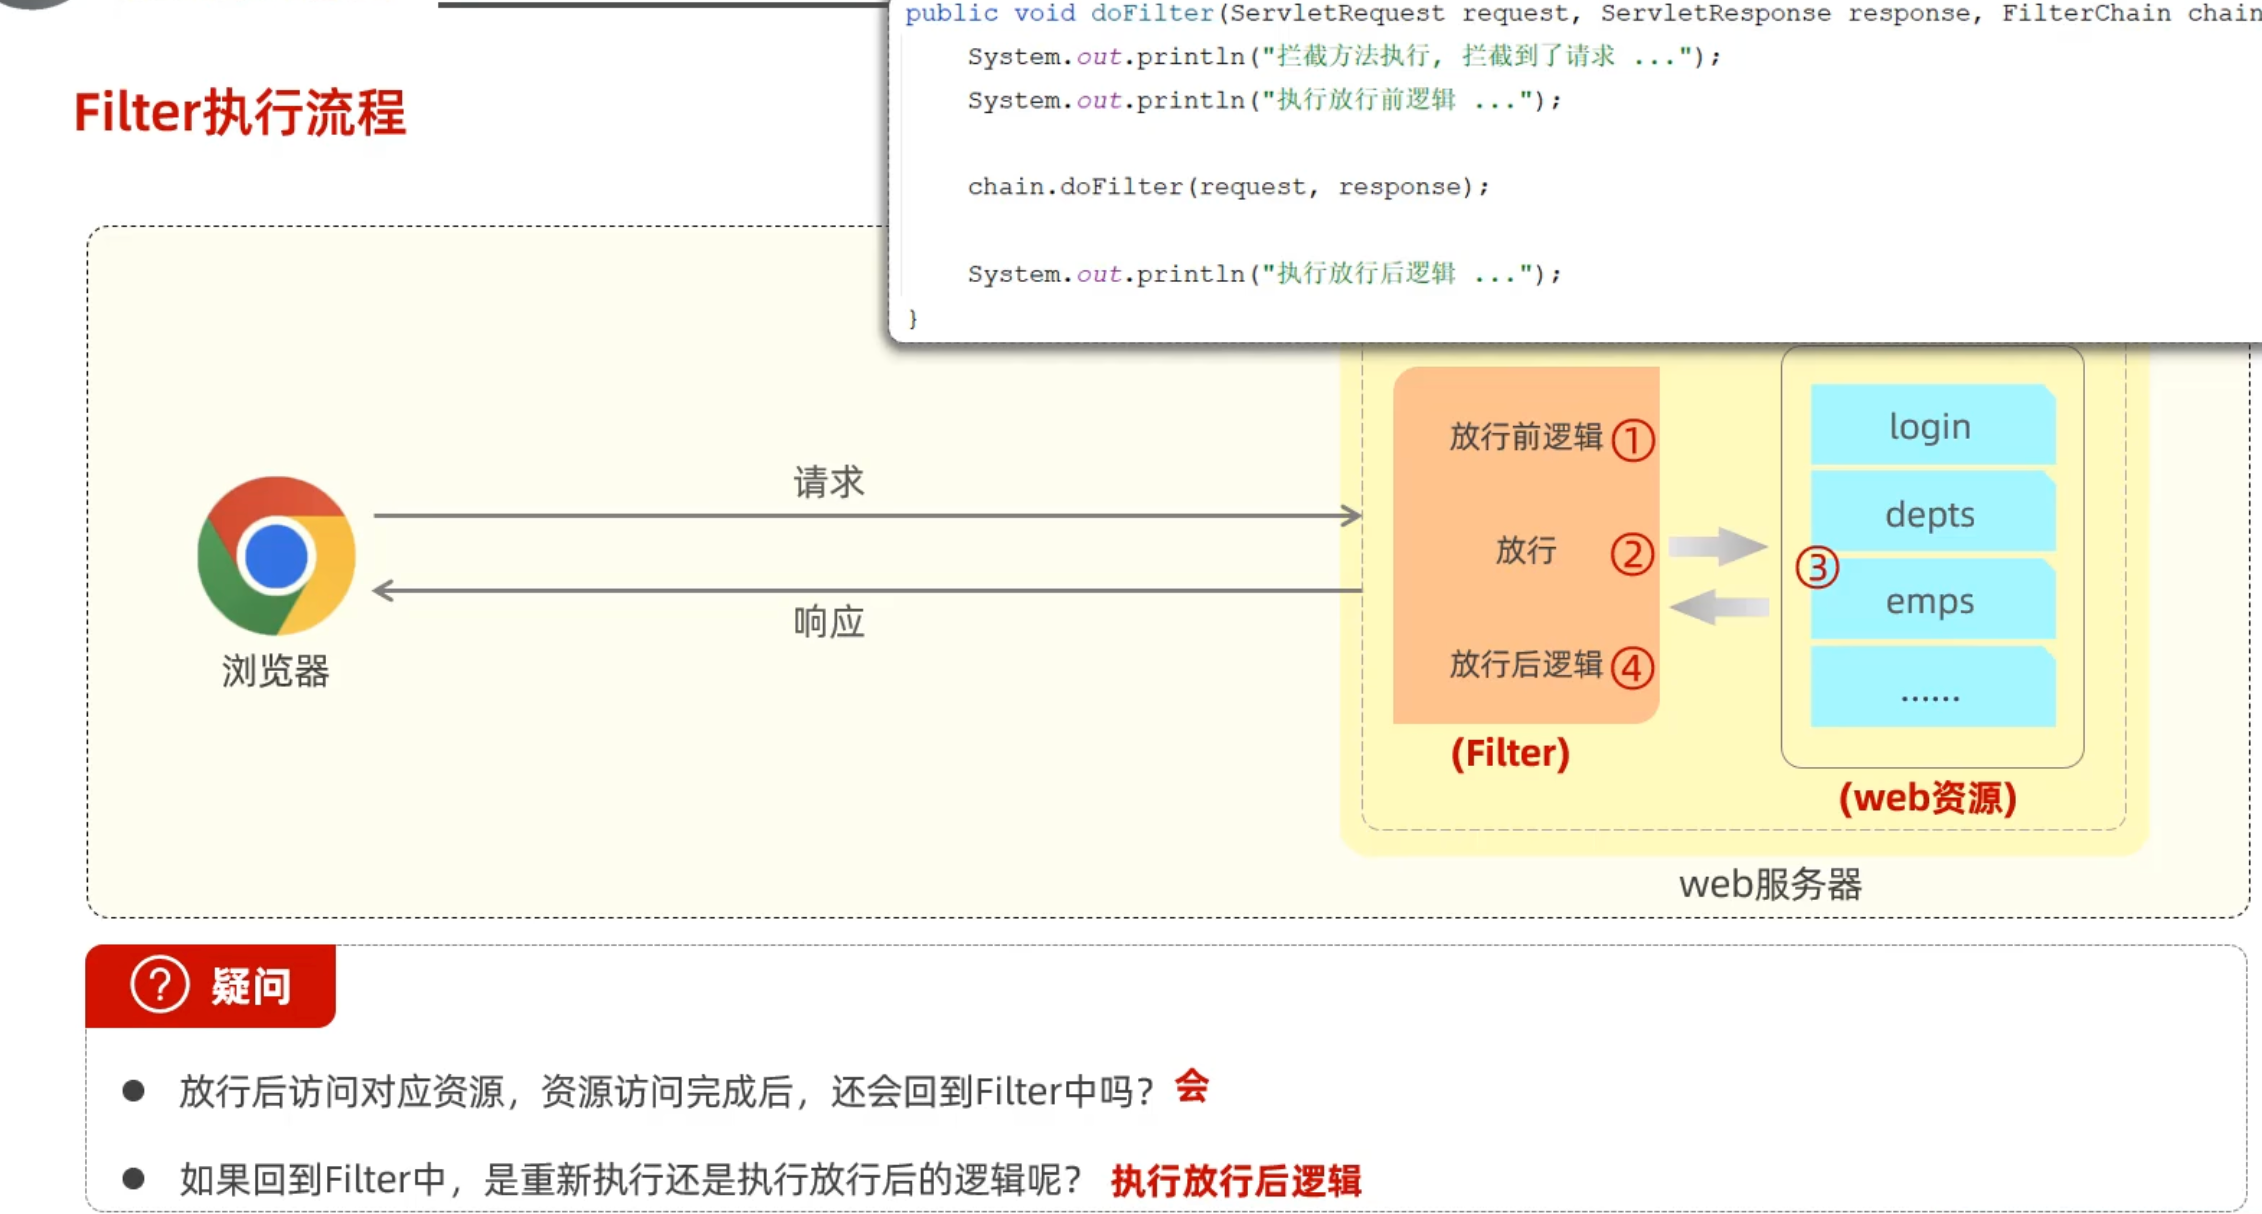 public void doFilter(ServletRequest request, ServletResponse response, FilterChain chain
System.out.println("拦截方法执行, 拦截到了请求 ...");
System.out.println("执行放行前逻辑 ...");
chain.doFilter(request, response);
System.out.println("执行放行后逻辑 ...");
}
Filter执行流程
请求
响应
浏览器
放行前逻辑 ①
放行 ②
放行后逻辑 ④
(Filter)
③
login
depts
emps
......
(web资源)
web服务器
? 疑问
● 放行后访问对应资源，资源访问完成后，还会回到Filter中吗？ 会
● 如果回到Filter中，是重新执行还是执行放行后的逻辑呢？ 执行放行后逻辑